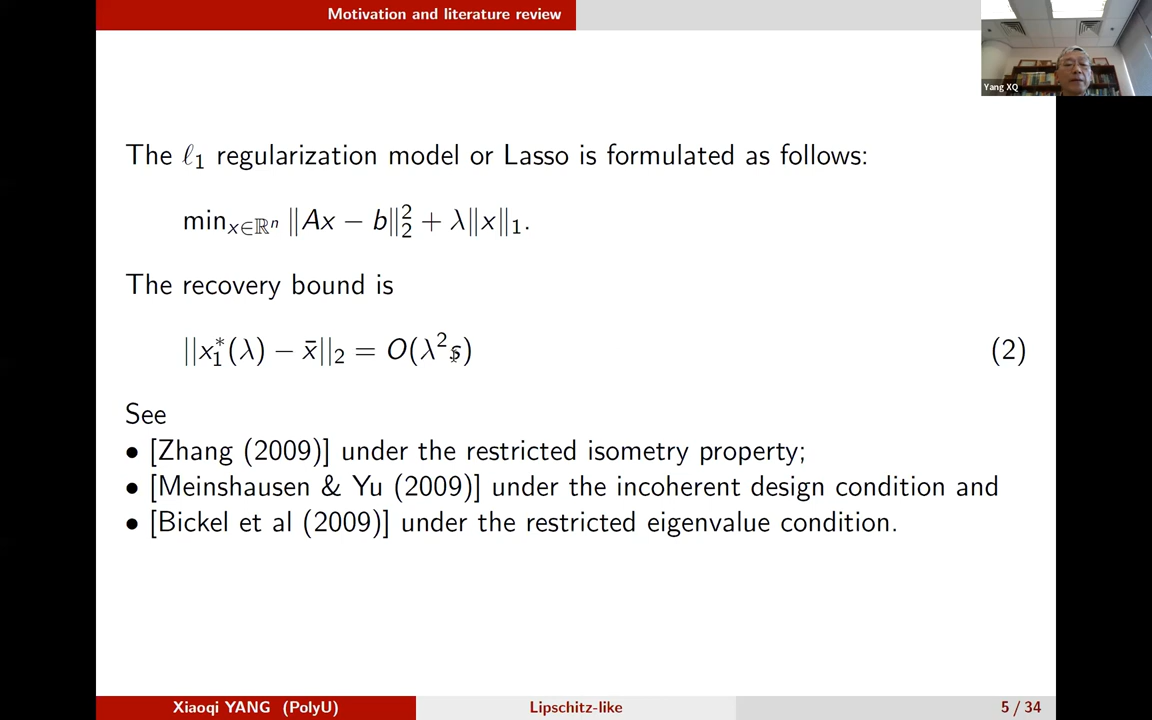 Motivation and literature review
Yang XQ
The ℓ₁ regularization model or Lasso is formulated as follows:
min_{x∈ℝⁿ} ‖Ax − b‖₂² + λ‖x‖₁.
The recovery bound is
||x₁*(λ) − x̄||₂ = O(λ²s) (2)
See
• [Zhang (2009)] under the restricted isometry property;
• [Meinshausen & Yu (2009)] under the incoherent design condition and
• [Bickel et al (2009)] under the restricted eigenvalue condition.
Xiaoqi YANG (PolyU) Lipschitz-like 5 / 34